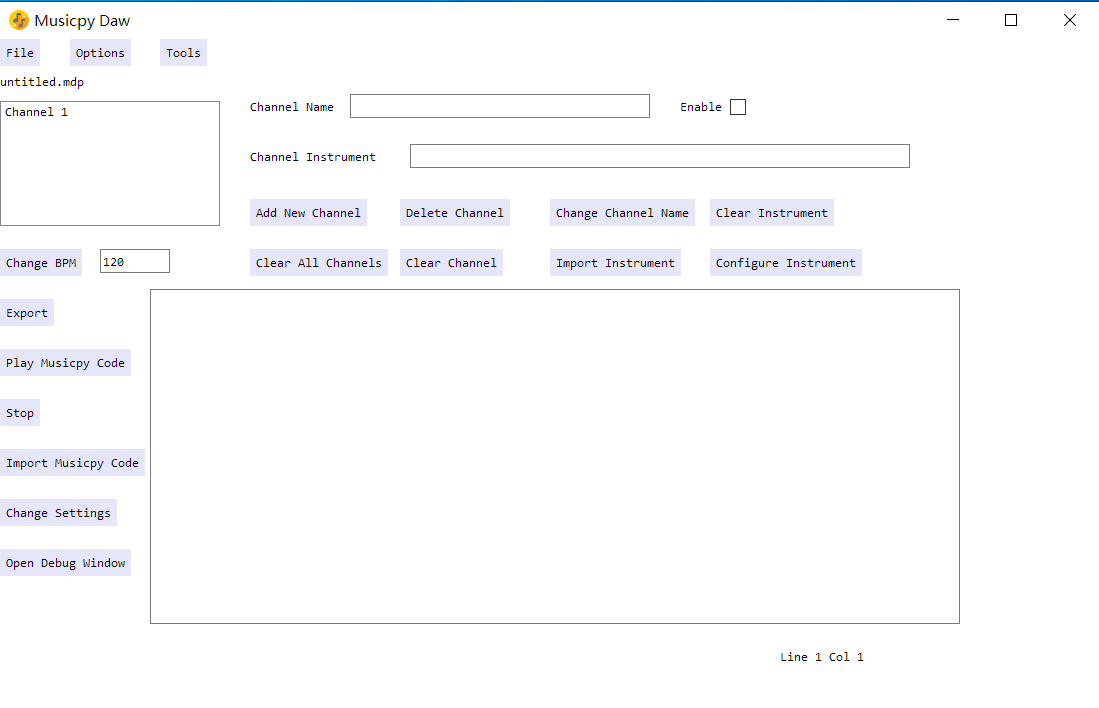 Musicpy Daw
File Options Tools
untitled.mdp
Channel 1
Channel Name
Enable
Channel Instrument
Add New Channel Delete Channel Change Channel Name Clear Instrument
Change BPM 120
Clear All Channels Clear Channel Import Instrument Configure Instrument
Export
Play Musicpy Code
Stop
Import Musicpy Code
Change Settings
Open Debug Window
Line 1 Col 1